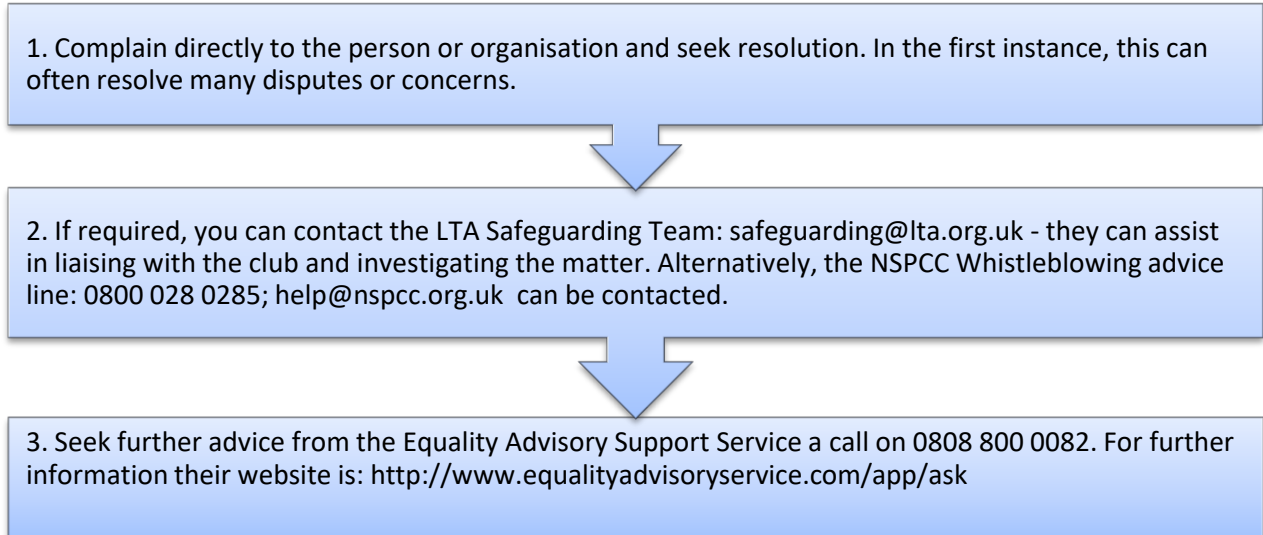 1. Complain directly to the person or organisation and seek resolution. In the first instance, this can
often resolve many disputes or concerns.
2. If required, you can contact the LTA Safeguarding Team: safeguarding@lta.org.uk - they can assist
in liaising with the club and investigating the matter. Alternatively, the NSPCC Whistleblowing advice
line: 0800 028 0285; help@nspcc.org.uk can be contacted.
3. Seek further advice from the Equality Advisory Support Service a call on 0808 800 0082. For further
information their website is: http://www.equalityadvisoryservice.com/app/ask